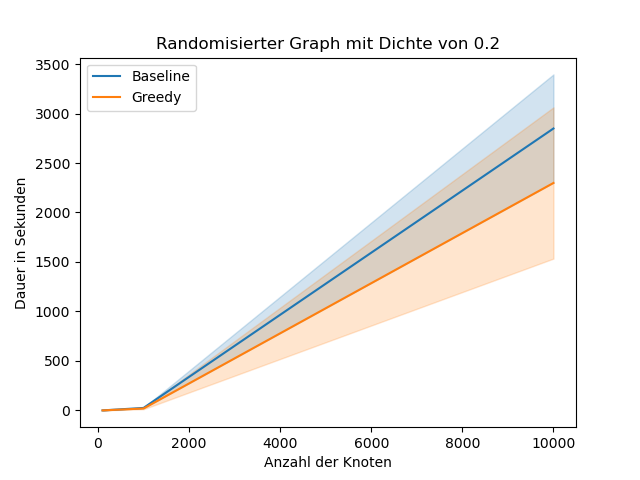 Randomisierter Graph mit Dichte von 0.2
Baseline
Greedy
Dauer in Sekunden
3500
3000
2500
2000
1500
1000
500
0
0 2000 4000 6000 8000 10000
Anzahl der Knoten